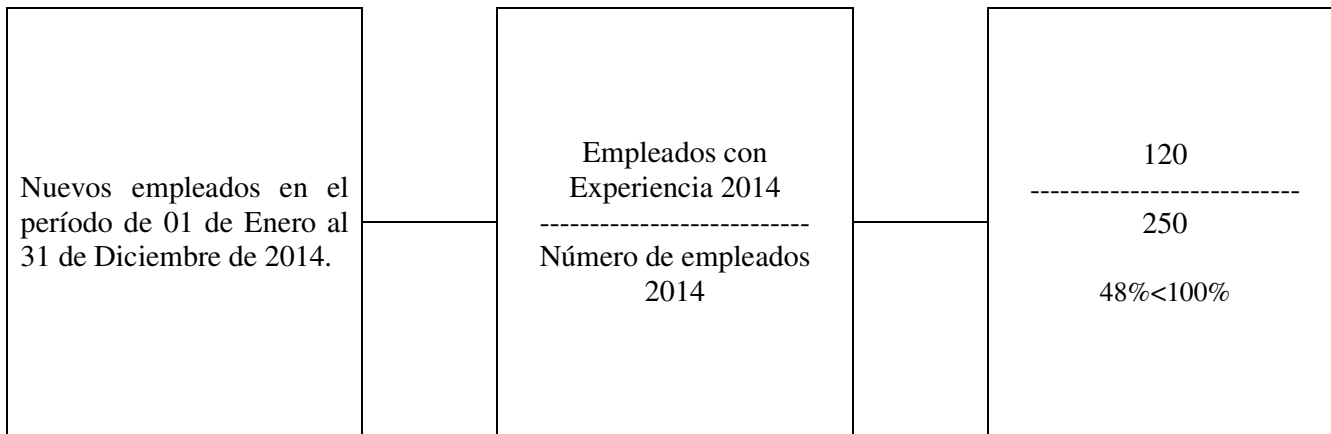 Nuevos empleados en el
período de 01 de Enero al
31 de Diciembre de 2014.
Empleados con
Experiencia 2014
---------------------------
Número de empleados
2014
120
---------------------------
250
48%<100%